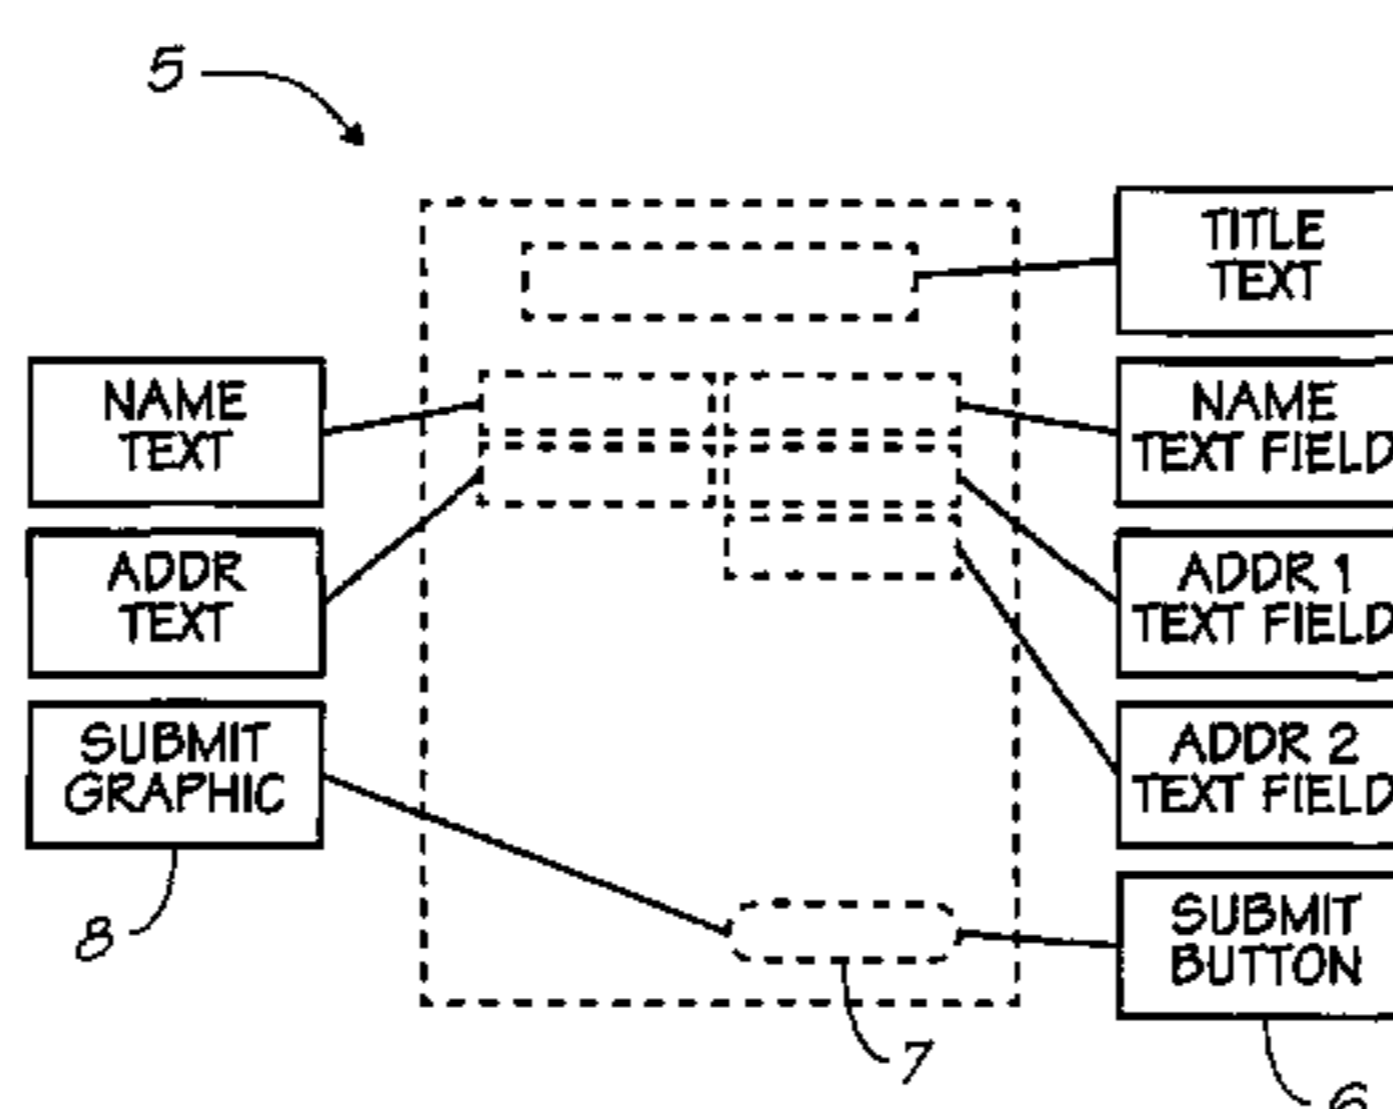 5
TITLE
TEXT
NAME
TEXT
NAME
TEXT FIELD
ADDR
TEXT
ADDR 1
TEXT FIELD
SUBMIT
GRAPHIC
ADDR 2
TEXT FIELD
8
SUBMIT
BUTTON
7
6